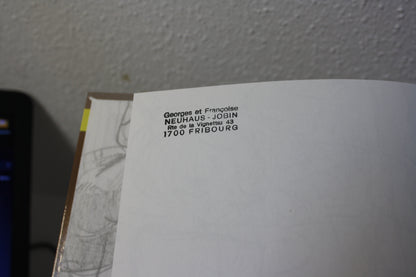 Georges et Françoise
NEUHAUS - JOBIN
Rte de la Vignettaz 43
1700 FRIBOURG